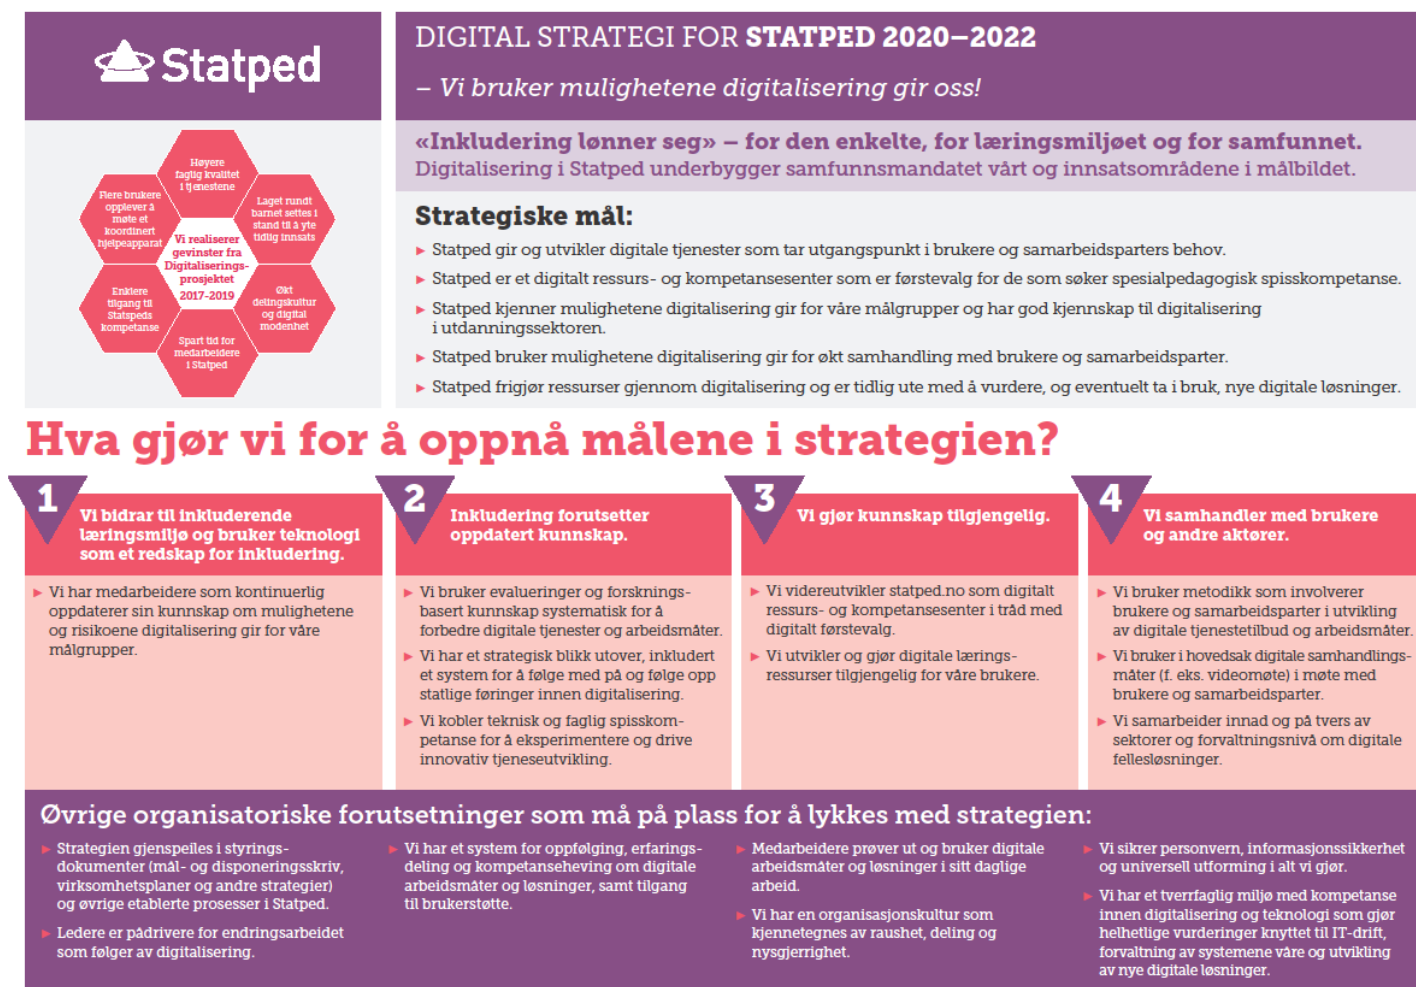 Statped
DIGITAL STRATEGI FOR STATPED 2020–2022
– Vi bruker mulighetene digitalisering gir oss!
Høyere
faglig kvalitet
i tjenestene
Flere brukere
opplever å
møte et
koordinert
hjelpeapparat
Laget rundt
barnet settes i
stand til å yte
tidlig innsats
Vi realiserer
gevinster fra
Digitaliserings-
prosjektet
2017-2019
Enklere
tilgang til
Statspeds
kompetanse
Økt
delingskultur
og digital
modenhet
Spart tid for
medarbeidere
i Statped
«Inkludering lønner seg» – for den enkelte, for læringsmiljøet og for samfunnet.
Digitalisering i Statped underbygger samfunnsmandatet vårt og innsatsområdene i målbildet.
Strategiske mål:
► Statped gir og utvikler digitale tjenester som tar utgangspunkt i brukere og samarbeidsparters behov.
► Statped er et digitalt ressurs- og kompetansesenter som er førstevalg for de som søker spesialpedagogisk spisskompetanse.
► Statped kjenner mulighetene digitalisering gir for våre målgrupper og har god kjennskap til digitalisering
i utdanningssektoren.
► Statped bruker mulighetene digitalisering gir for økt samhandling med brukere og samarbeidsparter.
► Statped frigjør ressurser gjennom digitalisering og er tidlig ute med å vurdere, og eventuelt ta i bruk, nye digitale løsninger.
Hva gjør vi for å oppnå målene i strategien?
1
Vi bidrar til inkluderende
læringsmiljø og bruker teknologi
som et redskap for inkludering.
► Vi har medarbeidere som kontinuerlig
oppdaterer sin kunnskap om mulighetene
og risikoene digitalisering gir for våre
målgrupper.
2
Inkludering forutsetter
oppdatert kunnskap.
► Vi bruker evalueringer og forsknings-
basert kunnskap systematisk for å
forbedre digitale tjenester og arbeidsmåter.
► Vi har et strategisk blikk utover, inkludert
et system for å følge med på og følge opp
statlige føringer innen digitalisering.
► Vi kobler teknisk og faglig spisskom-
petanse for å eksperimentere og drive
innovativ tjeneseutvikling.
3
Vi gjør kunnskap tilgjengelig.
► Vi videreutvikler statped.no som digitalt
ressurs- og kompetansesenter i tråd med
digitalt førstevalg.
► Vi utvikler og gjør digitale lærings-
ressurser tilgjengelig for våre brukere.
4
Vi samhandler med brukere
og andre aktører.
► Vi bruker metodikk som involverer
brukere og samarbeidsparter i utvikling
av digitale tjenestetilbud og arbeidsmåter.
► Vi bruker i hovedsak digitale samhandlings-
måter (f. eks. videomøte) i møte med
brukere og samarbeidsparter.
► Vi samarbeider innad og på tvers av
sektorer og forvaltningsnivå om digitale
fellesløsninger.
Øvrige organisatoriske forutsetninger som må på plass for å lykkes med strategien:
► Strategien gjenspeiles i styrings-
dokumenter (mål- og disponeringsskriv,
virksomhetsplaner og andre strategier)
og øvrige etablerte prosesser i Statped.
► Ledere er pådrivere for endringsarbeidet
som følger av digitalisering.
► Vi har et system for oppfølging, erfarings-
deling og kompetanseheving om digitale
arbeidsmåter og løsninger, samt tilgang
til brukerstøtte.
► Medarbeidere prøver ut og bruker digitale
arbeidsmåter og løsninger i sitt daglige
arbeid.
► Vi har en organisasjonskultur som
kjennetegnes av raushet, deling og
nysgjerrighet.
► Vi sikrer personvern, informasjonssikkerhet
og universell utforming i alt vi gjør.
► Vi har et tverrfaglig miljø med kompetanse
innen digitalisering og teknologi som gjør
helhetlige vurderinger knyttet til IT-drift,
forvaltning av systemene våre og utvikling
av nye digitale løsninger.